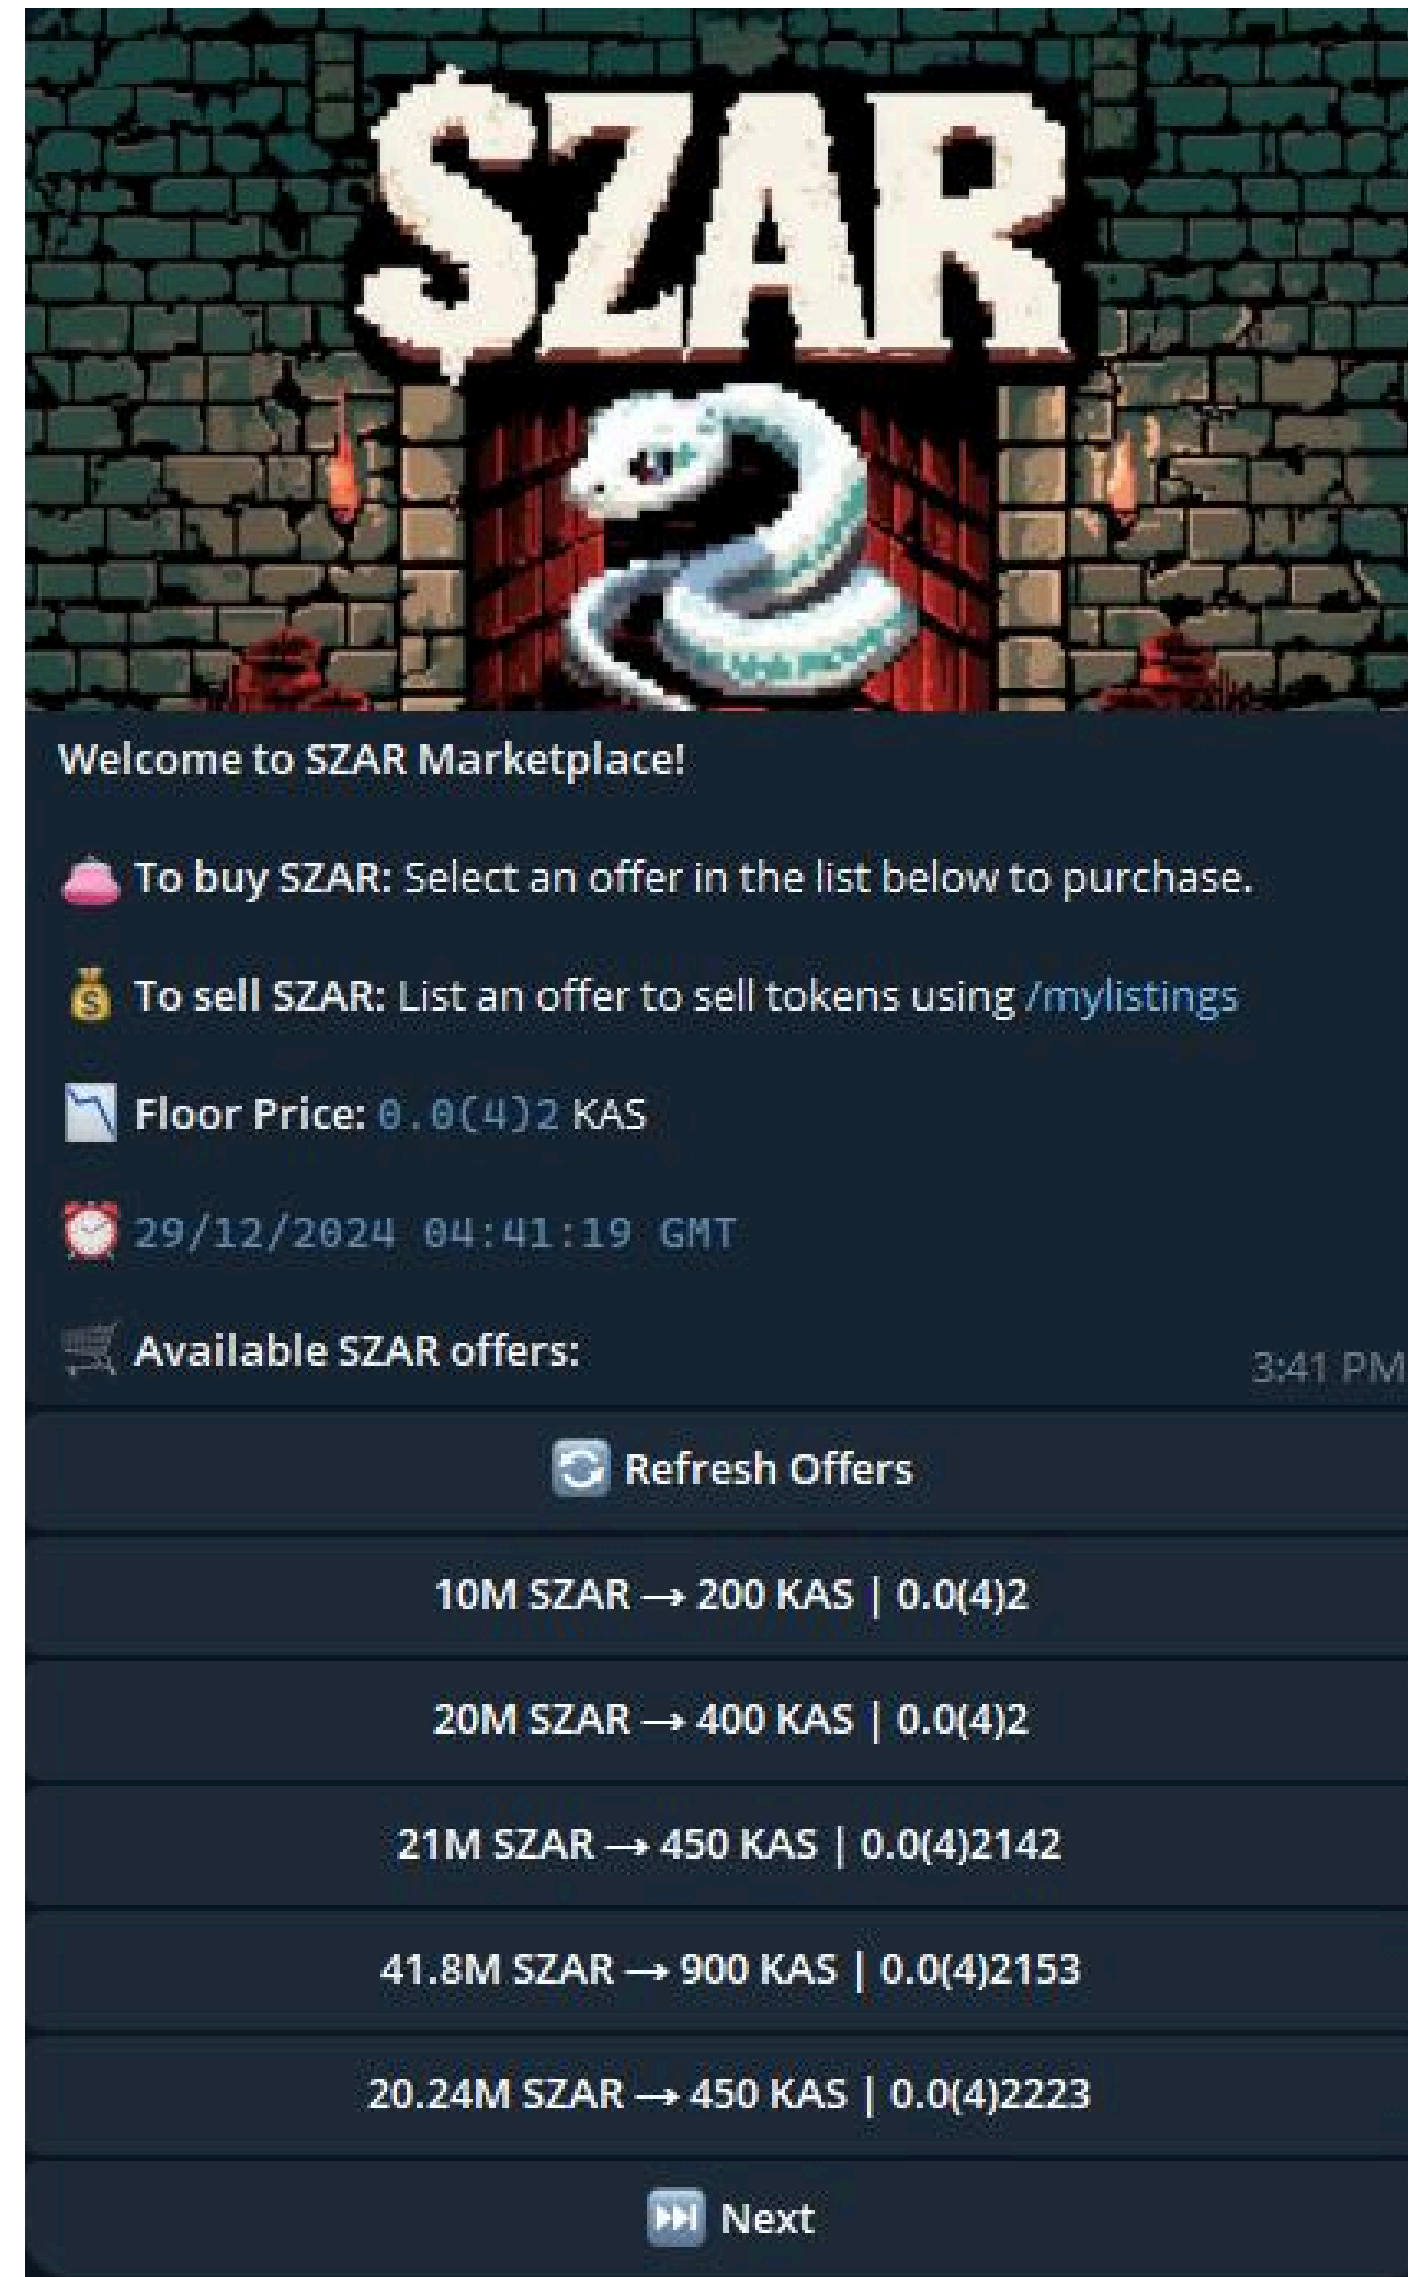 SZAR
Welcome to SZAR Marketplace!
👛 To buy SZAR: Select an offer in the list below to purchase.
💰 To sell SZAR: List an offer to sell tokens using /mylistings
📉 Floor Price: 0.0(4)2 KAS
⏰ 29/12/2024 04:41:19 GMT
🛒 Available SZAR offers:
3:41 PM
🔄 Refresh Offers
10M SZAR → 200 KAS | 0.0(4)2
20M SZAR → 400 KAS | 0.0(4)2
21M SZAR → 450 KAS | 0.0(4)2142
41.8M SZAR → 900 KAS | 0.0(4)2153
20.24M SZAR → 450 KAS | 0.0(4)2223
⏭ Next